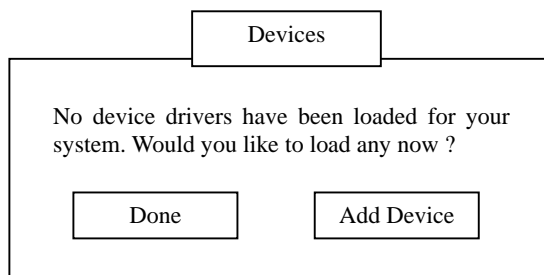 Devices
No device drivers have been loaded for your
system. Would you like to load any now ?
Done
Add Device